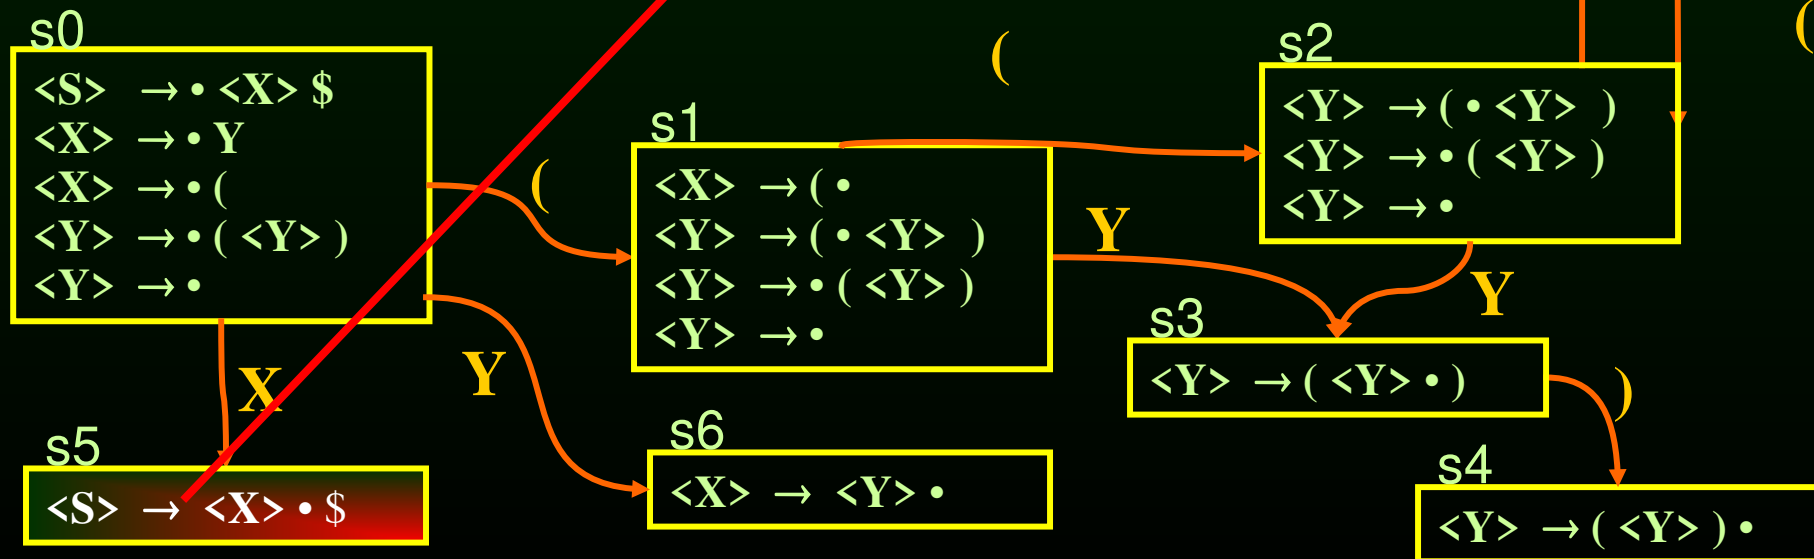 s0
<S> → • <X> $
<X> → • Y
<X> → • (
<Y> → • ( <Y> )
<Y> → •
(
s1
<X> → ( •
<Y> → ( • <Y> )
<Y> → • ( <Y> )
<Y> → •
(
(
s2
<Y> → ( • <Y> )
<Y> → • ( <Y> )
<Y> → •
Y
Y
s3
<Y> → ( <Y> • )
)
s4
<Y> → ( <Y> ) •
X
Y
s5
<S> → <X> • $
s6
<X> → <Y> •